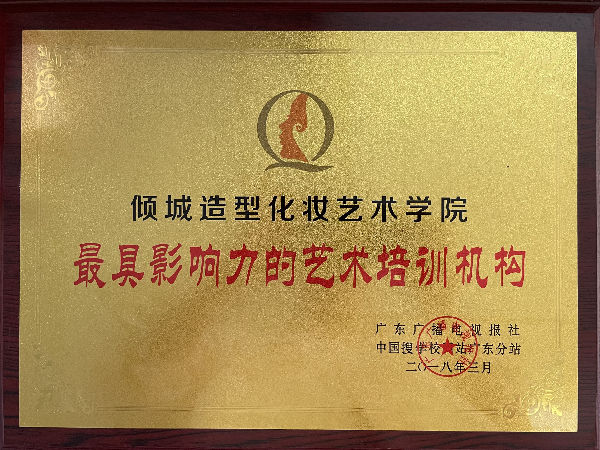 倾城造型化妆艺术学院
最具影响力的艺术培训机构
广东广播电视报社
中国搜学校 站广东分站
二〇一八年三月